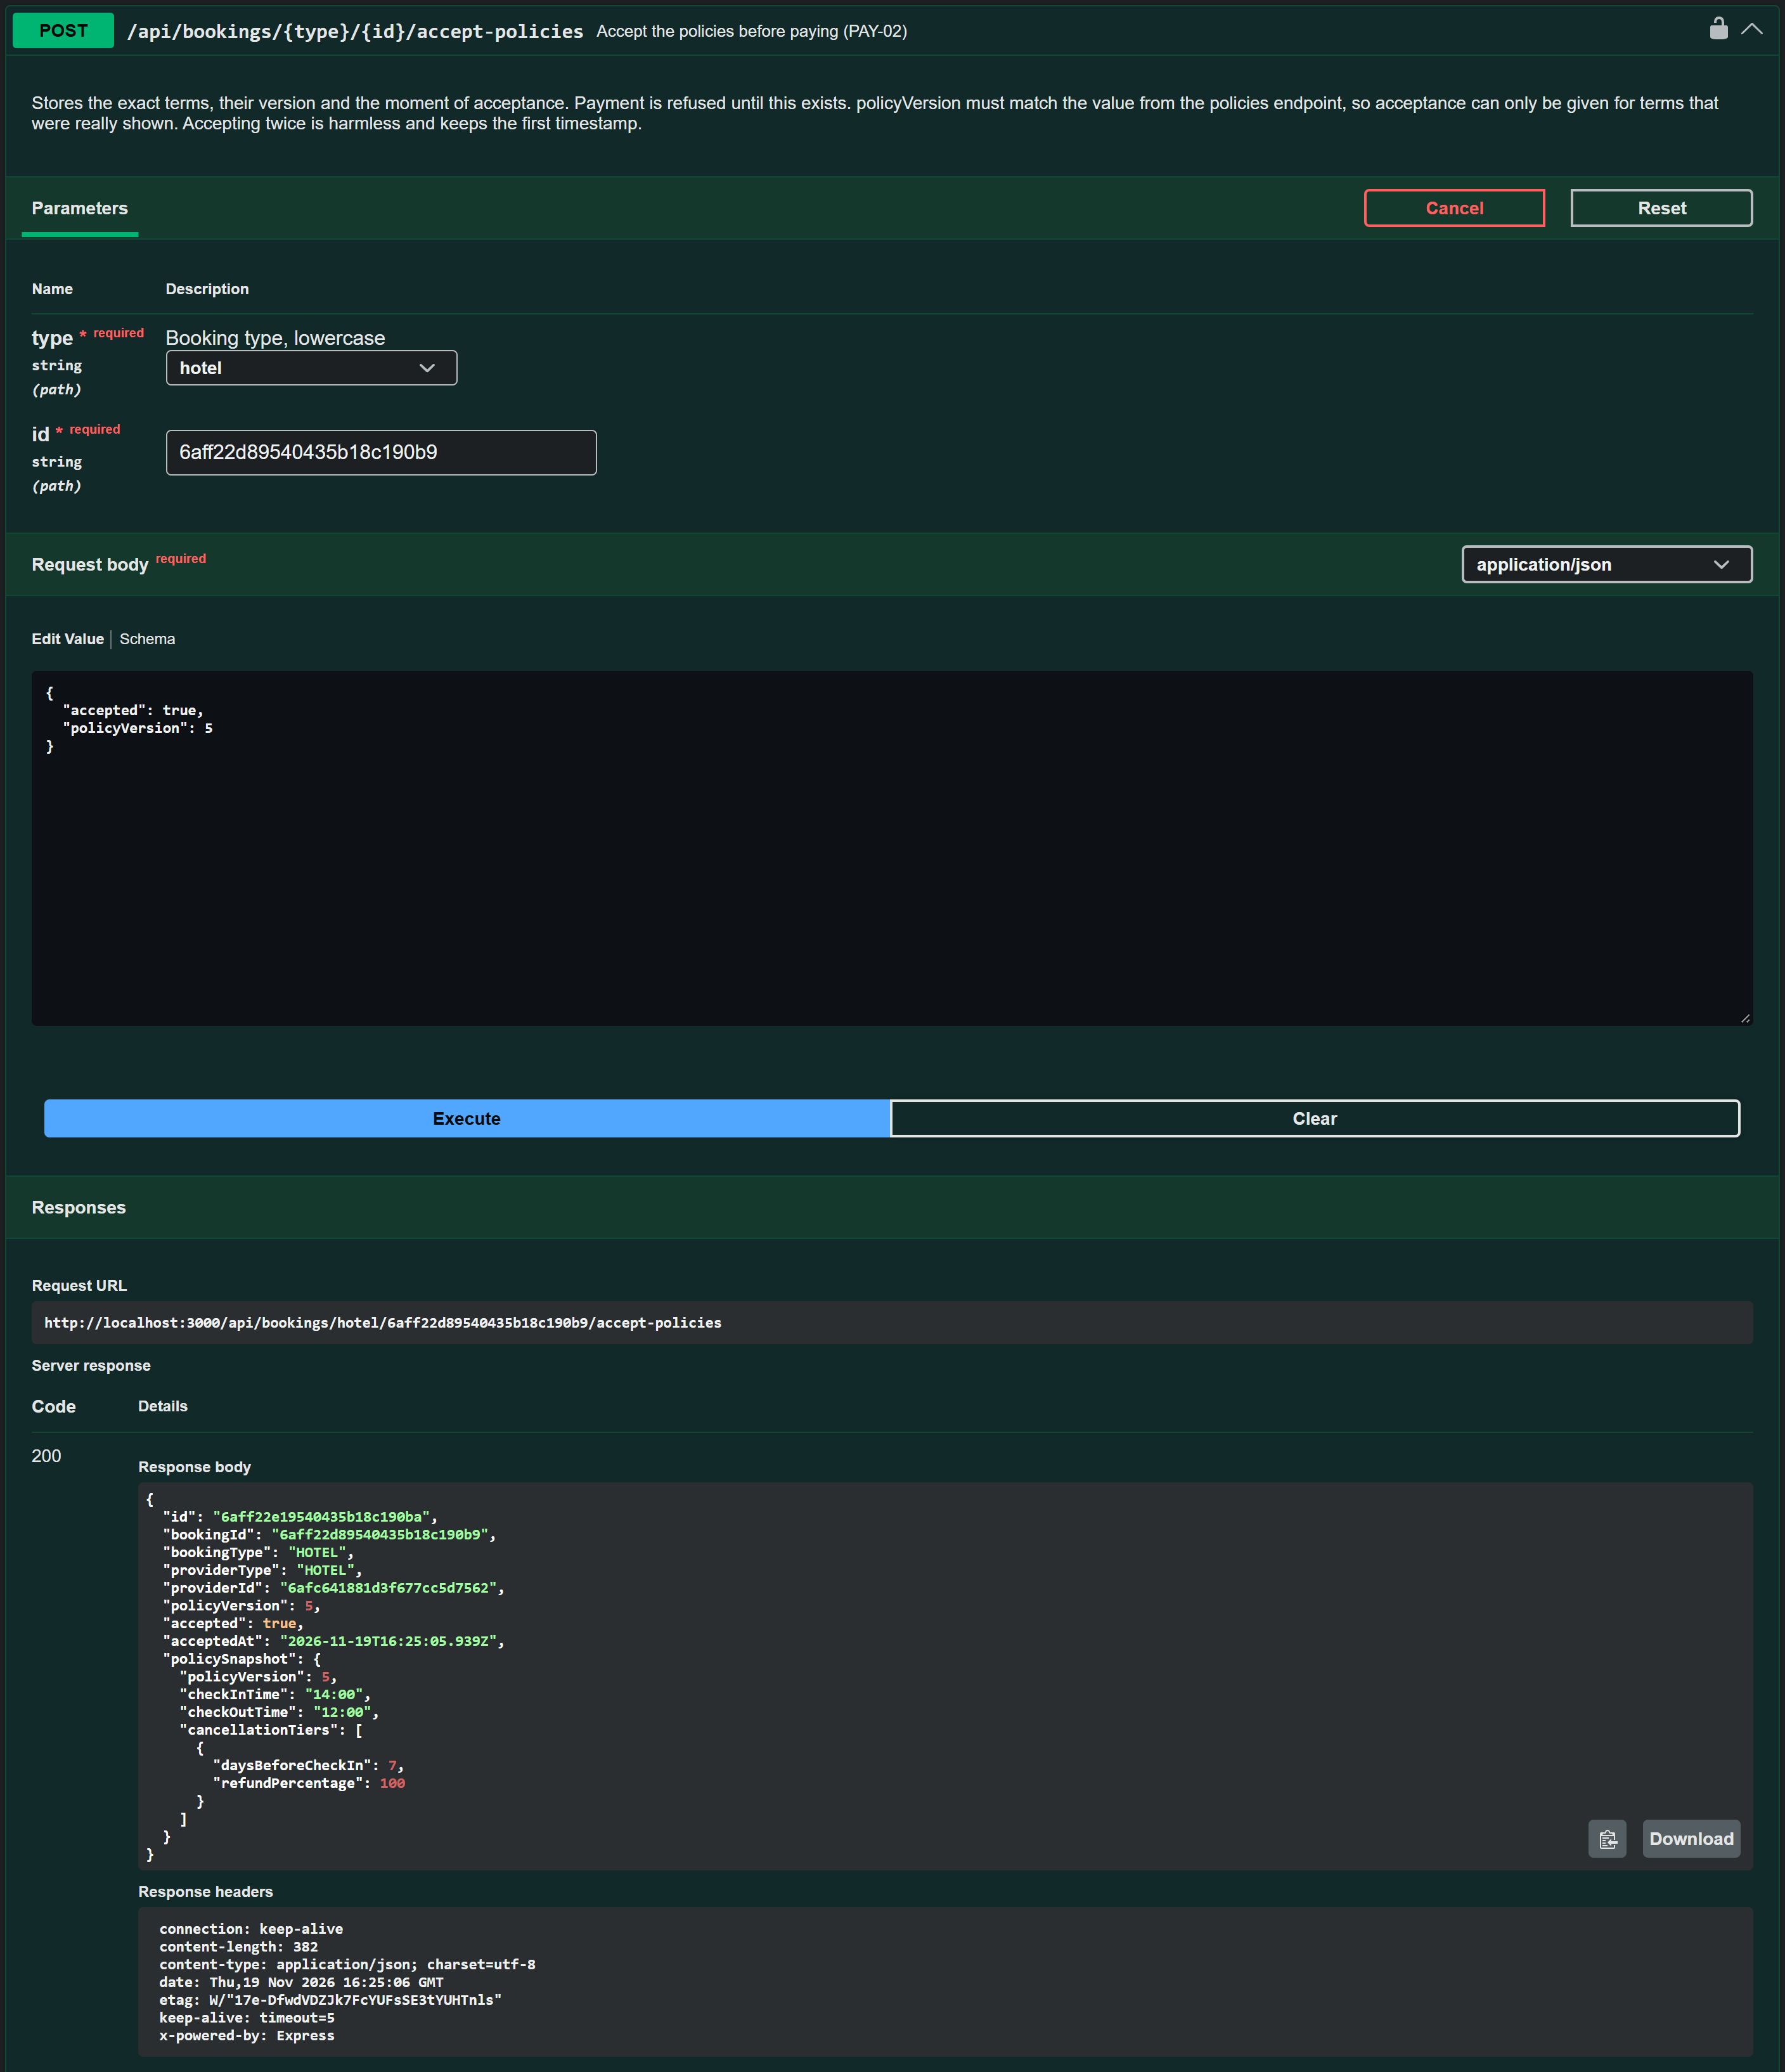 POST /api/bookings/{type}/{id}/accept-policies Accept the policies before paying (PAY-02)
Stores the exact terms, their version and the moment of acceptance. Payment is refused until this exists. policyVersion must match the value from the policies endpoint, so acceptance can only be given for terms that
were really shown. Accepting twice is harmless and keeps the first timestamp.
Parameters
Cancel
Reset
Name Description
type * required
string
(path)
Booking type, lowercase
hotel
id * required
string
(path)
6aff22d89540435b18c190b9
Request body required
application/json
Edit Value | Schema
{
  "accepted": true,
  "policyVersion": 5
}
Execute
Clear
Responses
Request URL
http://localhost:3000/api/bookings/hotel/6aff22d89540435b18c190b9/accept-policies
Server response
Code Details
200
Response body
{
  "id": "6aff22e19540435b18c190ba",
  "bookingId": "6aff22d89540435b18c190b9",
  "bookingType": "HOTEL",
  "providerType": "HOTEL",
  "providerId": "6afc641881d3f677cc5d7562",
  "policyVersion": 5,
  "accepted": true,
  "acceptedAt": "2026-11-19T16:25:05.939Z",
  "policySnapshot": {
    "policyVersion": 5,
    "checkInTime": "14:00",
    "checkOutTime": "12:00",
    "cancellationTiers": [
      {
        "daysBeforeCheckIn": 7,
        "refundPercentage": 100
      }
    ]
  }
}
Download
Response headers
connection: keep-alive
content-length: 382
content-type: application/json; charset=utf-8
date: Thu,19 Nov 2026 16:25:06 GMT
etag: W/"17e-DfwdVDZJk7FcYUFsSE3tYUHTnls"
keep-alive: timeout=5
x-powered-by: Express